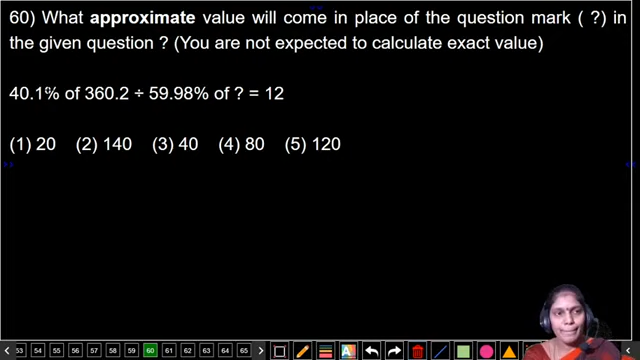 60) What approximate value will come in place of the question mark ( ?) in
the given question ? (You are not expected to calculate exact value)
40.1% of 360.2 ÷ 59.98% of ? = 12
(1) 20 (2) 140 (3) 40 (4) 80 (5) 120
53 54 55 56 57 58 59 60 61 62 63 64 65